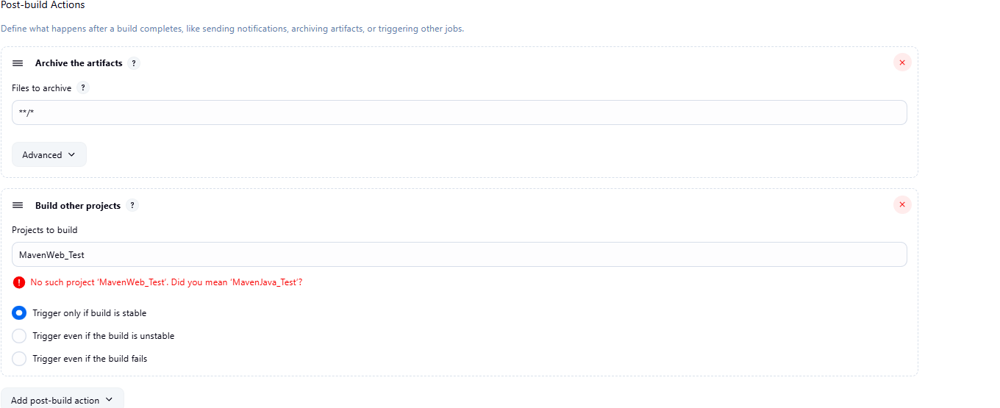 Post-build Actions
Define what happens after a build completes, like sending notifications, archiving artifacts, or triggering other jobs.
Archive the artifacts ?
Files to archive ?
**/*
Advanced
Build other projects ?
Projects to build
MavenWeb_Test
No such project ‘MavenWeb_Test’. Did you mean ‘MavenJava_Test’?
Trigger only if build is stable
Trigger even if the build is unstable
Trigger even if the build fails
Add post-build action